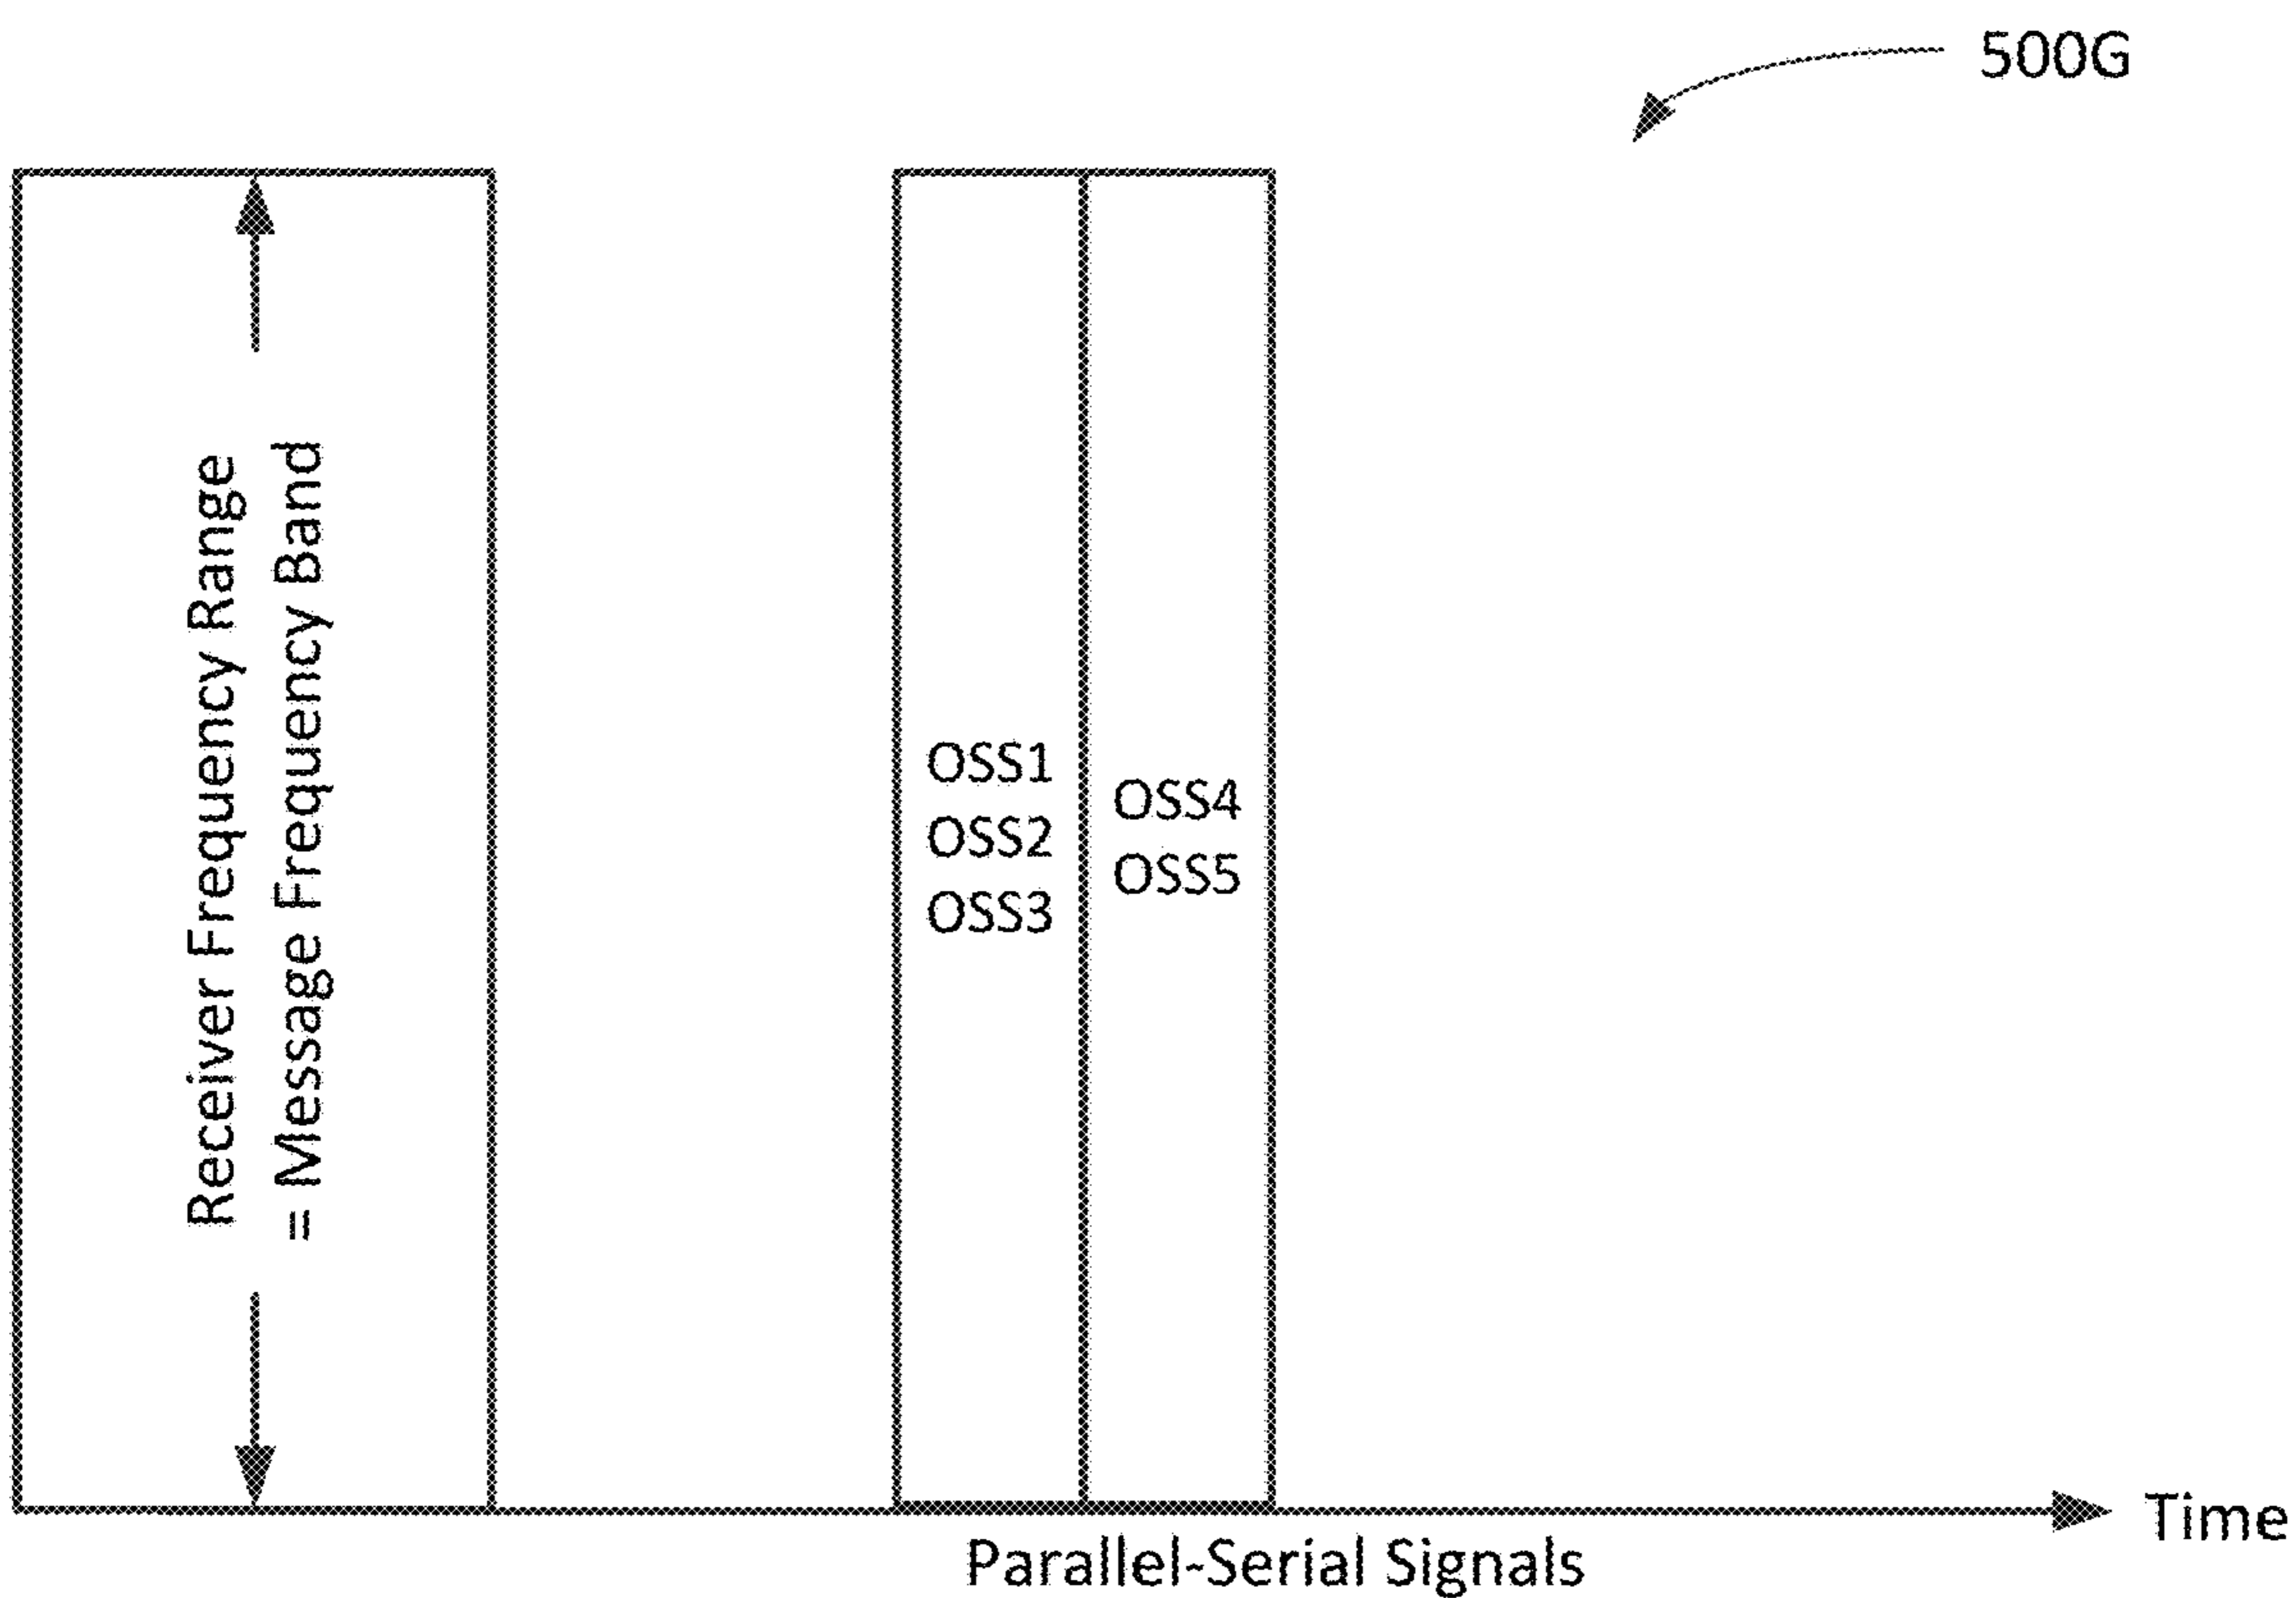 500G
Receiver Frequency Range
= Message Frequency Band
OSS1
OSS2
OSS3
OSS4
OSS5
Time
Parallel-Serial Signals